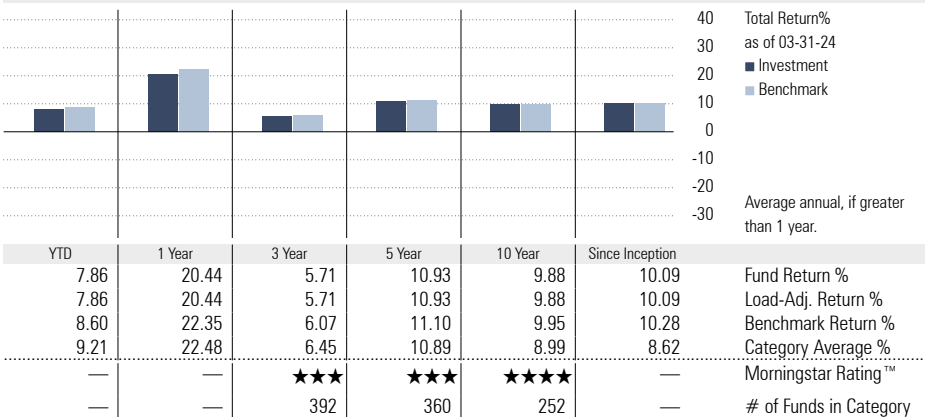 40
30
20
10
0
-10
-20
-30
Total Return%
as of 03-31-24
■ Investment
■ Benchmark
Average annual, if greater
than 1 year.
YTD 1 Year 3 Year 5 Year 10 Year Since Inception
7.86 20.44 5.71 10.93 9.88 10.09 Fund Return %
7.86 20.44 5.71 10.93 9.88 10.09 Load-Adj. Return %
8.60 22.35 6.07 11.10 9.95 10.28 Benchmark Return %
9.21 22.48 6.45 10.89 8.99 8.62 Category Average %
— — ★★★ ★★★ ★★★★ — Morningstar Rating™
— — 392 360 252 — # of Funds in Category